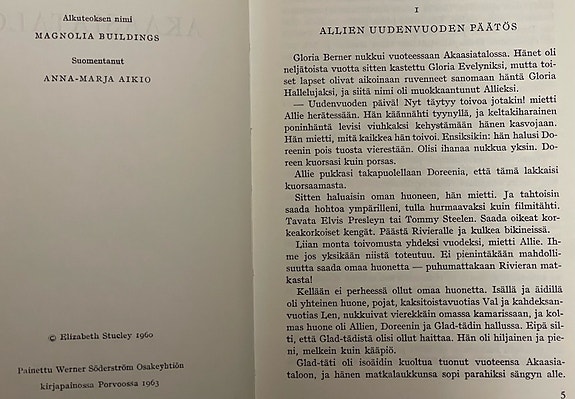 Alkuteoksen nimi
MAGNOLIA BUILDINGS
Suomentanut
ANNA-MARJA AIKIO
© Elizabeth Stucley 1960
Painettu Werner Söderström Osakeyhtiön
kirjapainossa Porvoossa 1963
I
ALLIEN UUDENVUODEN PÄÄTÖS
Gloria Berner nukkui vuoteessaan Akaasiatalossa. Hänet oli
neljätoista vuotta sitten kastettu Gloria Evelyniksi, mutta toi-
set lapset olivat aikoinaan ruvenneet sanomaan häntä Gloria
Hallelujaksi, ja siitä nimi oli muokkaantunut Allieksi.
— Uudenvuoden päivä! Nyt täytyy toivoa jotakin! mietti
Allie herätessään. Hän käännähti tyynyllä, ja keltakiharainen
poninhäntä levisi viuhkaksi kehystämään hänen kasvojaan.
Hän mietti, mitä kaikkea hän toivoi. Ensiksikin: hän halusi Do-
reenin pois tuosta vierestään. Olisi ihanaa nukkua yksin. Do-
reen kuorsasi kuin porsas.
Allie pukkasi takapuolellaan Doreenia, että tämä lakkaisi
kuorsaamasta.
Sitten haluaisin oman huoneen, hän mietti. Ja tahtoisin
saada hohtoa ympärilleni, tulla hurmaavaksi kuin filmitähti.
Tavata Elvis Presleyn tai Tommy Steelen. Saada oikeat kor-
keakorkoiset kengät. Päästä Rivieralle ja kulkea bikineissä.
Liian monta toivomusta yhdeksi vuodeksi, mietti Allie. Ih-
me jos yksikään niistä toteutuu. Ei pienintäkään mahdolli-
suutta saada omaa huonetta — puhumattakaan Rivieran mat-
kasta!
Kellään ei perheessä ollut omaa huonetta. Isällä ja äidillä
oli yhteinen huone, pojat, kaksitoistavuotias Val ja kahdeksan-
vuotias Len, nukkuivat vierekkäin omassa kamarissaan, ja kol-
mas huone oli Allien, Doreenin ja Glad-tädin hallussa. Eipä sil-
ti, että Glad-tädistä olisi ollut haittaa. Hän oli hiljainen ja pie-
ni, melkein kuin kääpiö.
Glad-täti oli isoäidin kuoltua tuonut vuoteensa Akaasia-
taloon, ja hänen matkalaukkunsa sopi parahiksi sängyn alle.
5